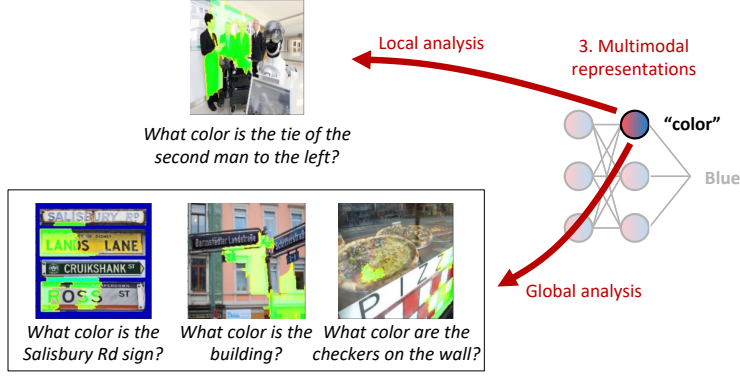 Local analysis
3. Multimodal
representations
"color"
Blue
What color is the tie of the
second man to the left?
Global analysis
SALISBURY RD
LANDS LANE
CRUIKSHANK ST
ROSS ST
PIZZ
What color is the
Salisbury Rd sign?
What color is the
building?
What color are the
checkers on the wall?